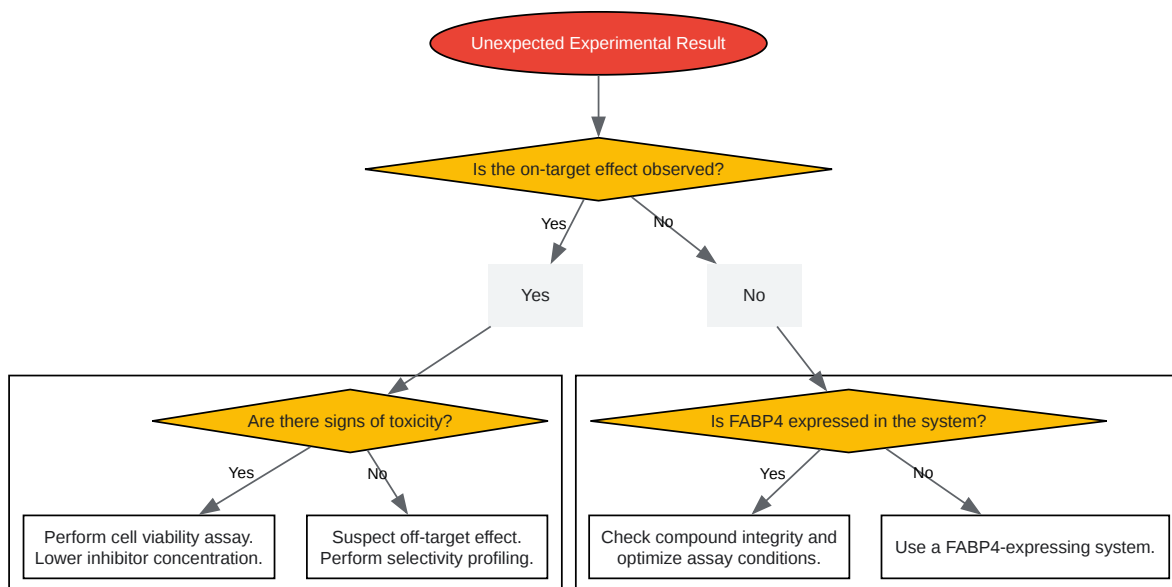 Unexpected Experimental Result
Is the on-target effect observed?
Yes
No
Yes
No
Are there signs of toxicity?
Is FABP4 expressed in the system?
Yes
No
Yes
No
Perform cell viability assay.
Lower inhibitor concentration.
Suspect off-target effect.
Perform selectivity profiling.
Check compound integrity and
optimize assay conditions.
Use a FABP4-expressing system.